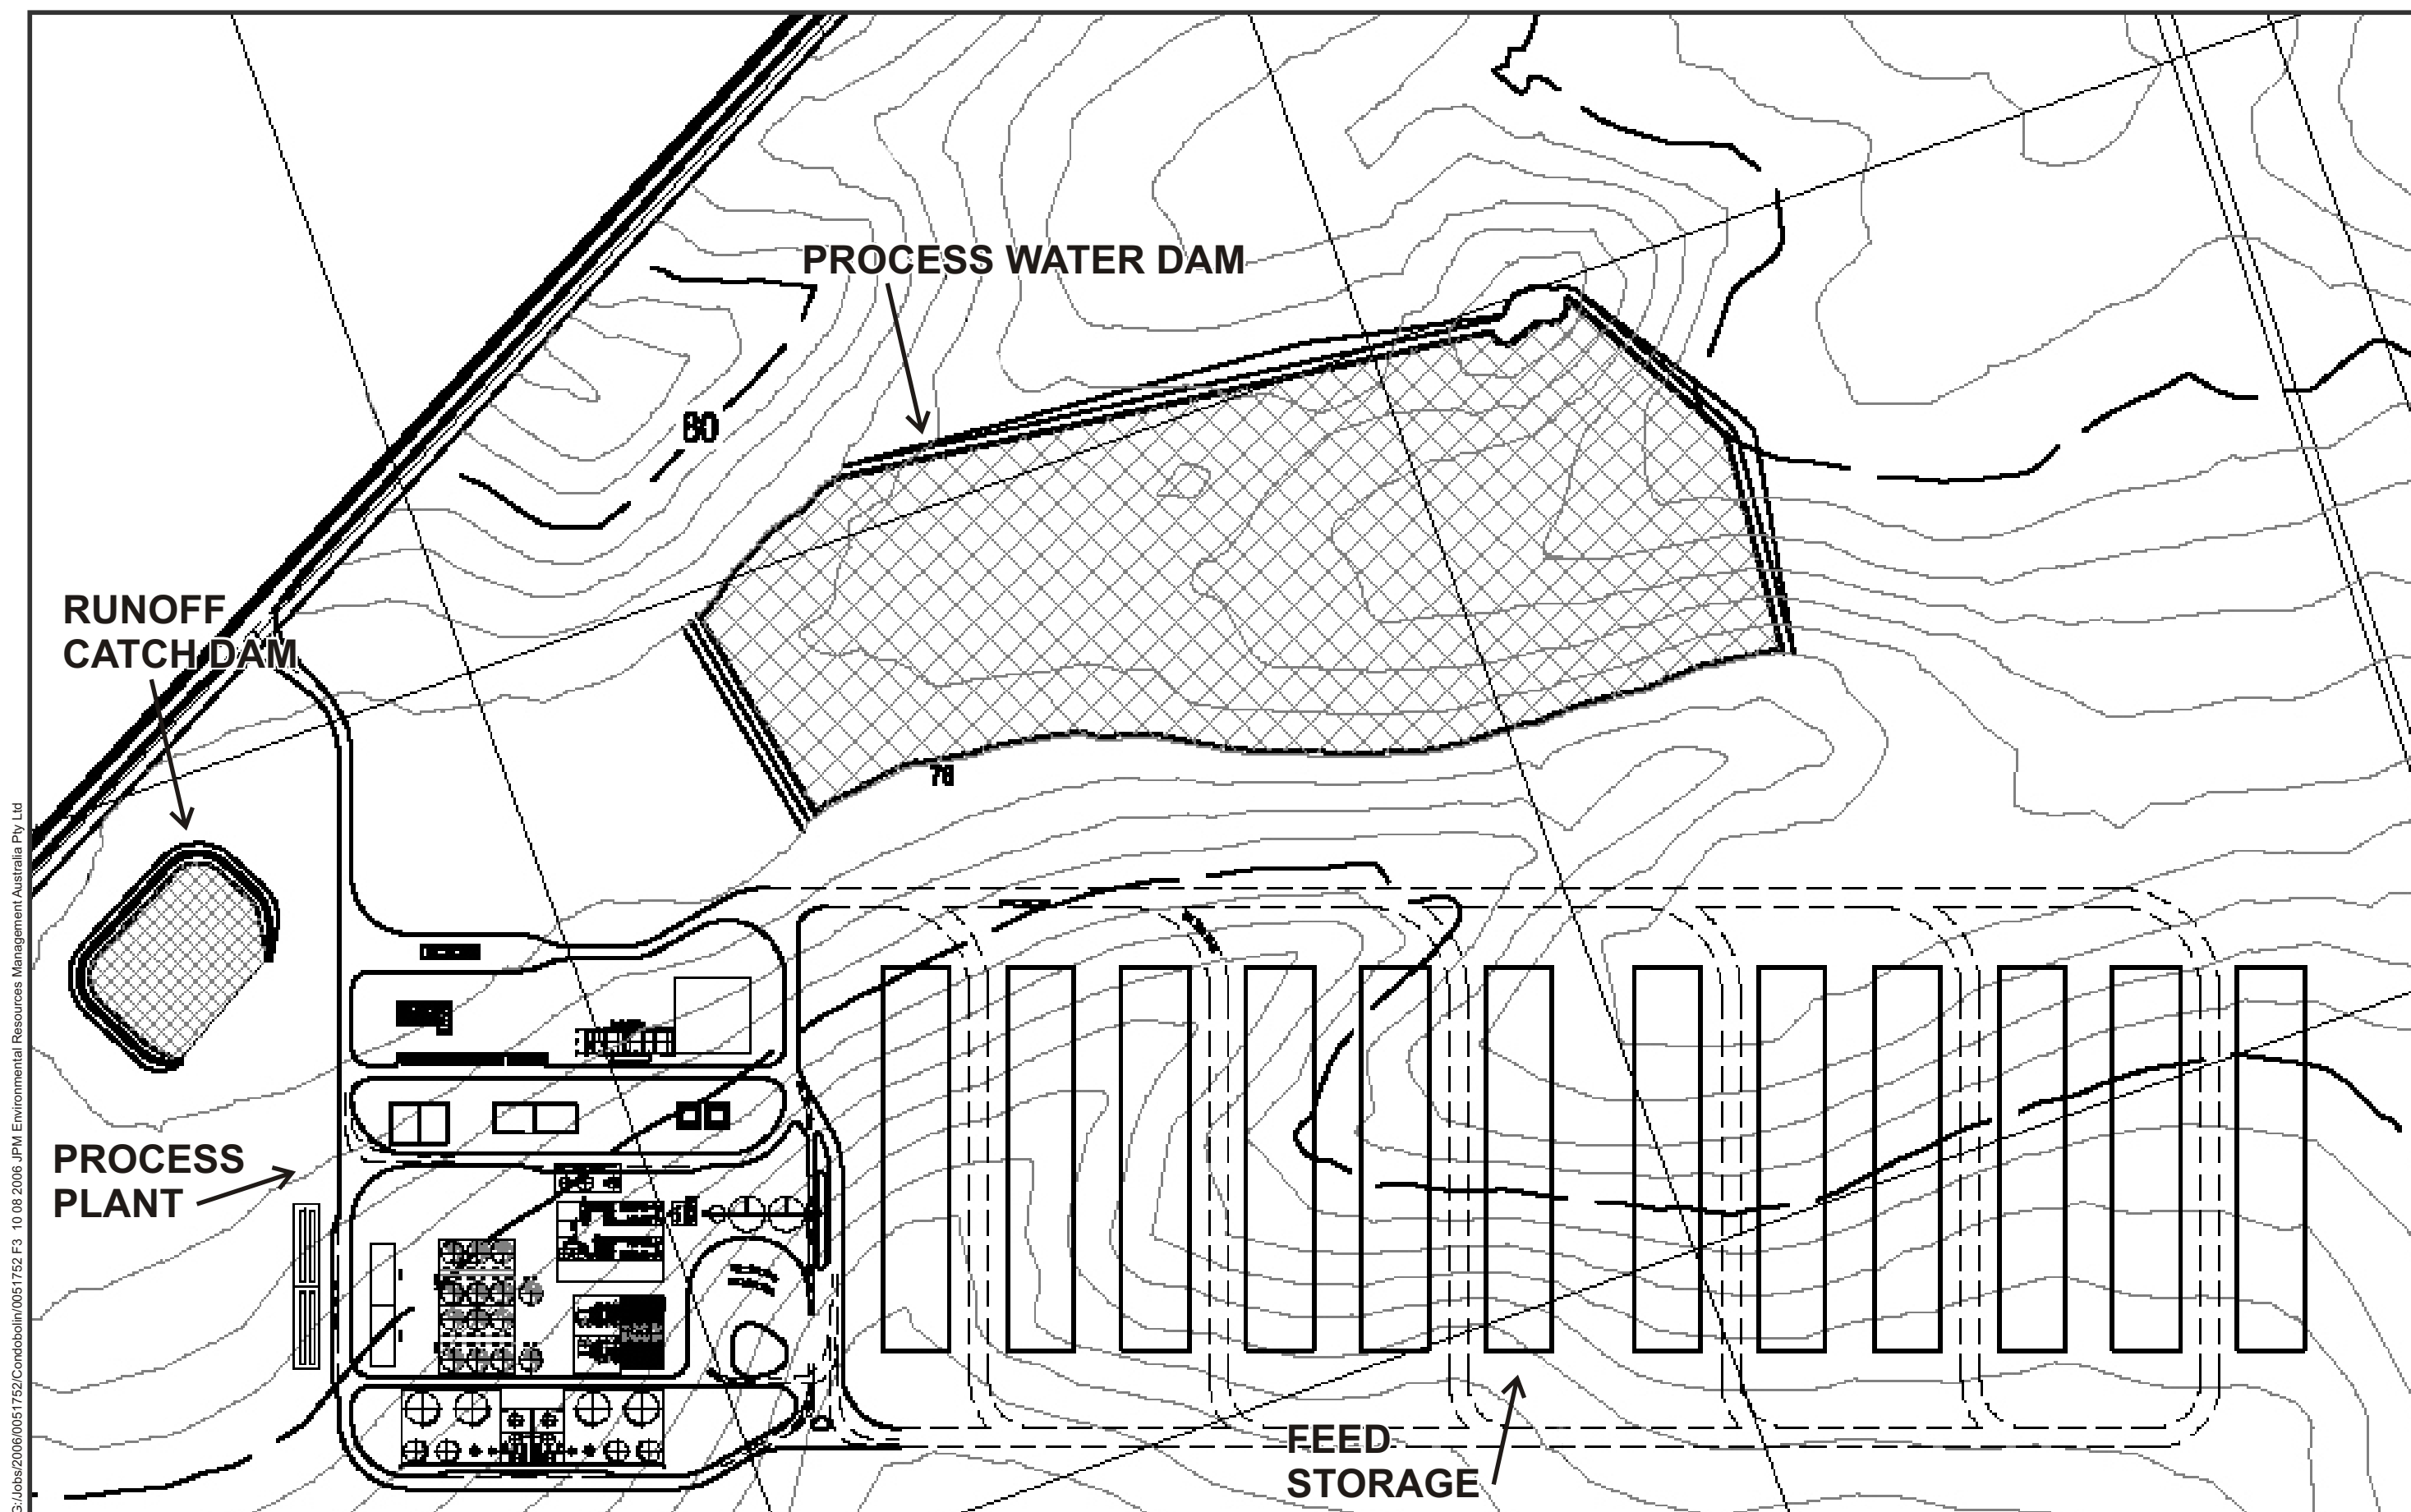 PROCESS WATER DAM
80
RUNOFF
CATCH DAM
78
PROCESS
PLANT
FEED
STORAGE
G:/Jobs/2006/0051752/Condobolin/0051752 F3 10 08 2006 JPM Environmental Resources Management Australia Pty Ltd